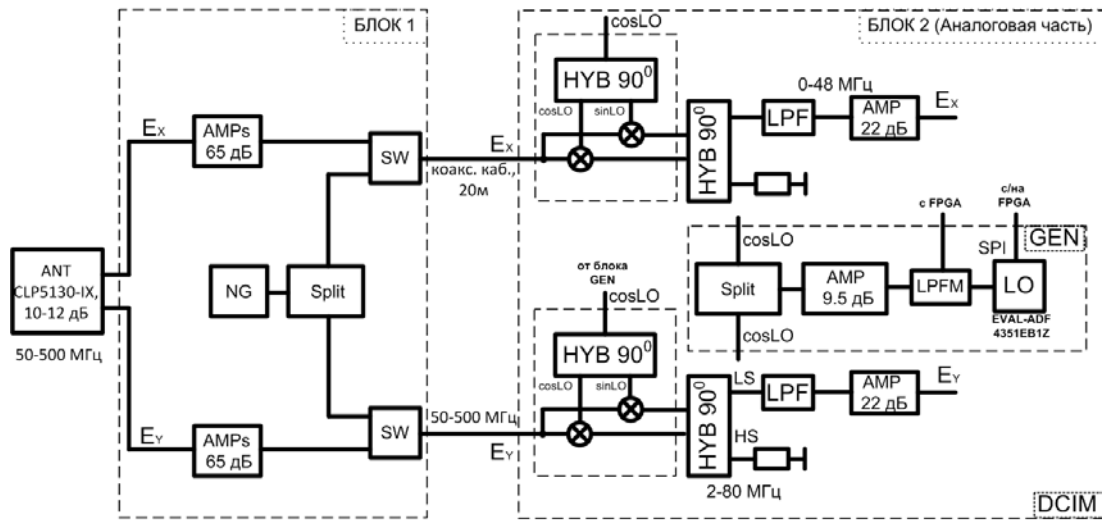 БЛОК 1
БЛОК 2 (Аналоговая часть)
cosLO
HYB 90⁰
cosLO
sinLO
0-48 МГц
Eₓ
AMPs
65 дБ
SW
Eₓ
коакс. каб.,
20м
HYB 90⁰
LPF
AMP
22 дБ
Eₓ
с FPGA
с/на
FPGA
GEN
cosLO
SPI
ANT
CLP5130-IX,
10-12 дБ
50-500 МГц
NG
Split
от блока
GEN
cosLO
Split
AMP
9.5 дБ
LPFM
LO
EVAL-ADF
4351EB1Z
cosLO
HYB 90⁰
cosLO
sinLO
LS
LPF
AMP
22 дБ
EY
EY
AMPs
65 дБ
SW
50-500 МГц
EY
HYB 90⁰
HS
2-80 МГц
DCIM